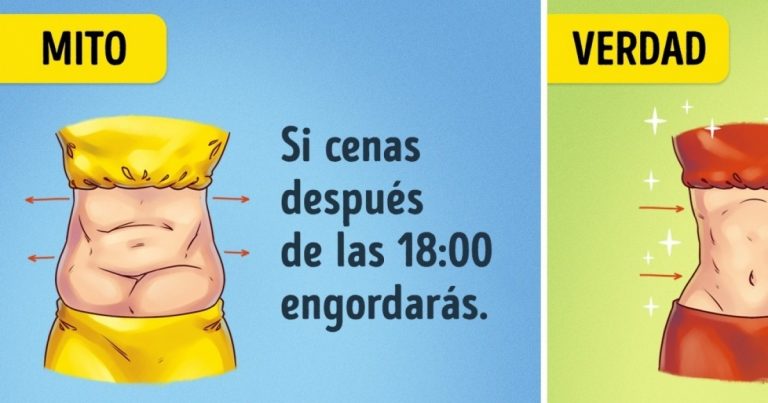 MITO
Si cenas
después
de las 18:00
engordarás.
VERDAD